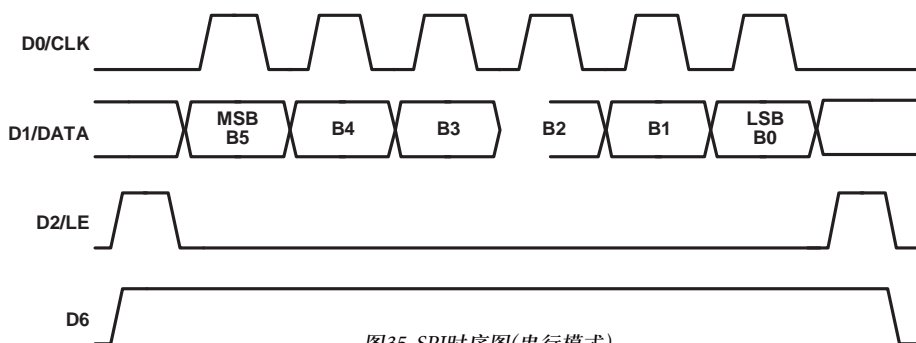 D0/CLK
D1/DATA
MSB
B5
B4
B3
B2
B1
LSB
B0
D2/LE
D6
图35. SPI时序图(串行模式)